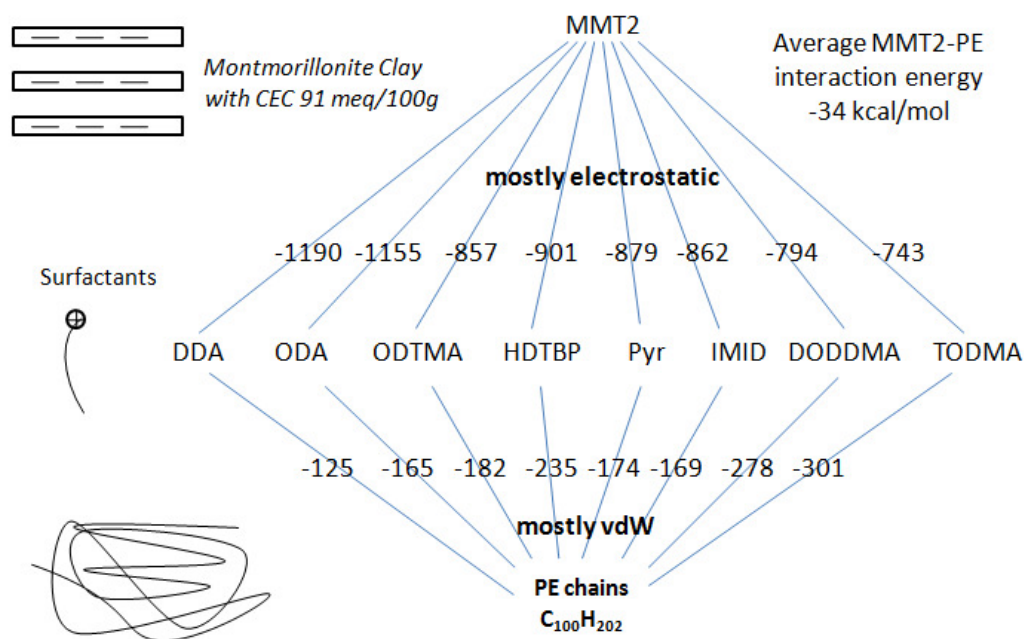 MMT2
Montmorillonite Clay
with CEC 91 meq/100g
Average MMT2-PE
interaction energy
-34 kcal/mol
mostly electrostatic
-1190 -1155 -857 -901 -879 -862 -794 -743
Surfactants
DDA ODA ODTMA HDTBP Pyr IMID DODDMA TODMA
-125 -165 -182 -235 -174 -169 -278 -301
mostly vdW
PE chains
C₁₀₀H₂₀₂